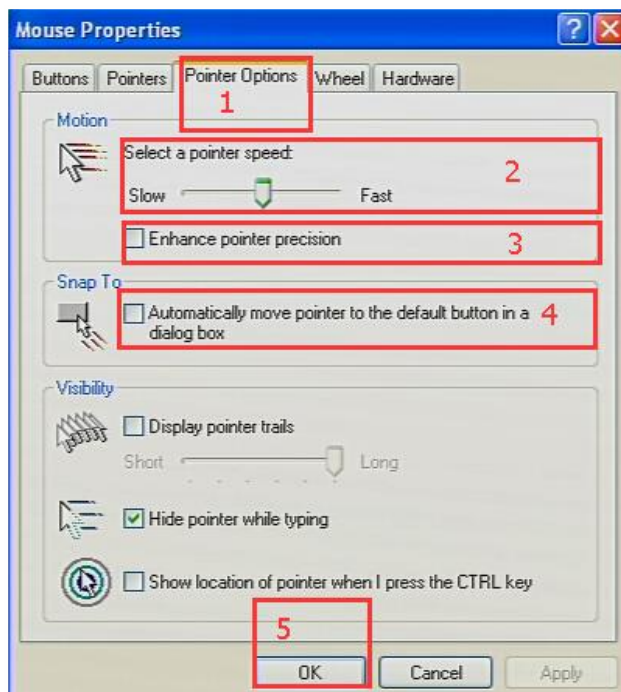 Mouse Properties
Buttons Pointers Pointer Options Wheel Hardware
1
Motion
Select a pointer speed:
2
Slow Fast
Enhance pointer precision
3
Snap To
Automatically move pointer to the default button in a
dialog box
4
Visibility
Display pointer trails
Short Long
Hide pointer while typing
Show location of pointer when I press the CTRL key
5
OK Cancel Apply